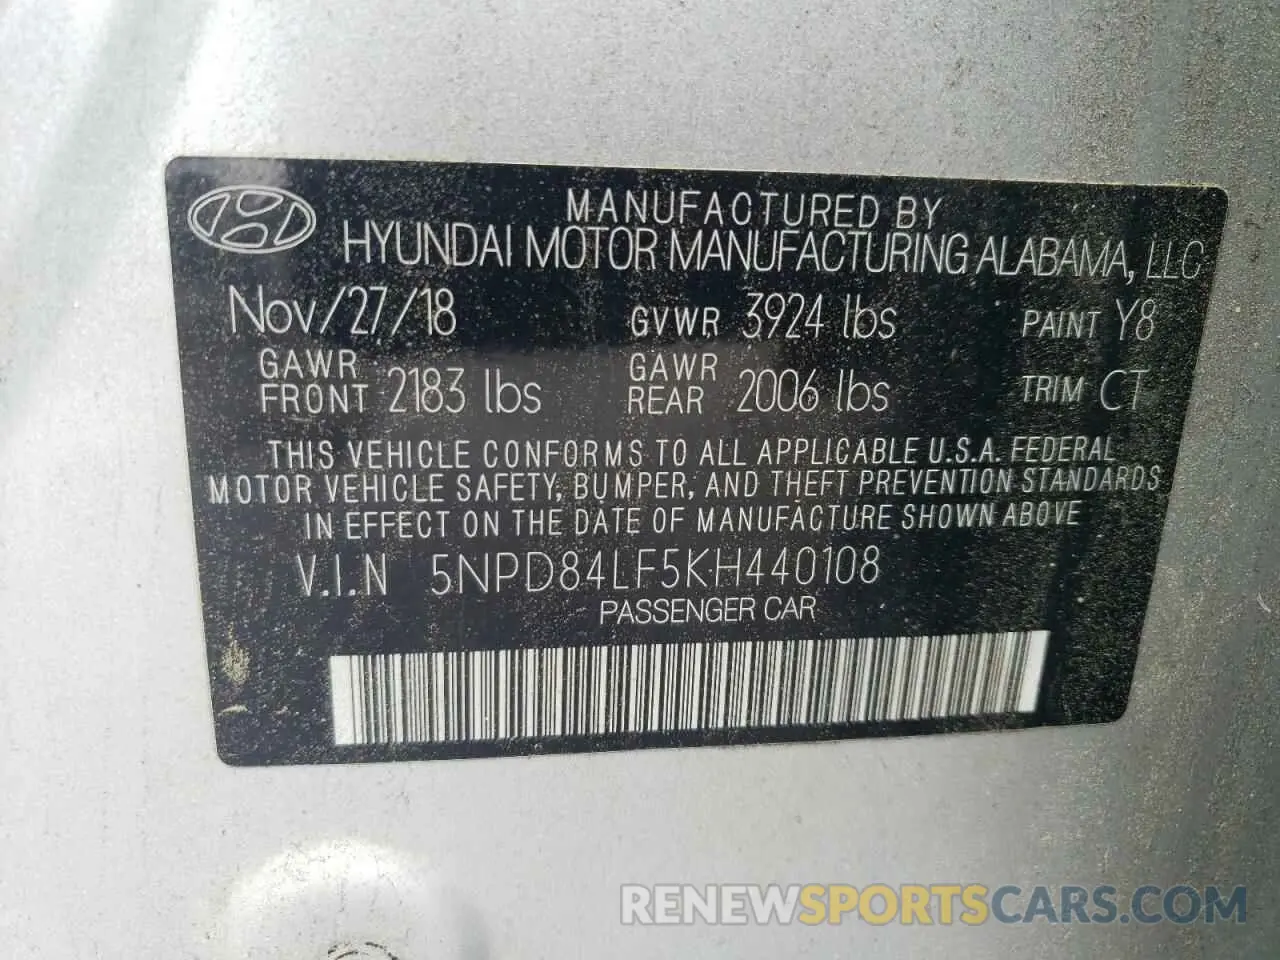 MANUFACTURED BY
HYUNDAI MOTOR MANUFACTURING ALABAMA, LLC
Nov/27/18 GVWR 3924 lbs PAINT Y8
GAWR FRONT 2183 lbs GAWR REAR 2006 lbs TRIM CT
THIS VEHICLE CONFORMS TO ALL APPLICABLE U.S.A. FEDERAL
MOTOR VEHICLE SAFETY, BUMPER, AND THEFT PREVENTION STANDARDS
IN EFFECT ON THE DATE OF MANUFACTURE SHOWN ABOVE
V.I.N 5NPD84LF5KH440108
PASSENGER CAR
RENEWSPORTSCARS.COM